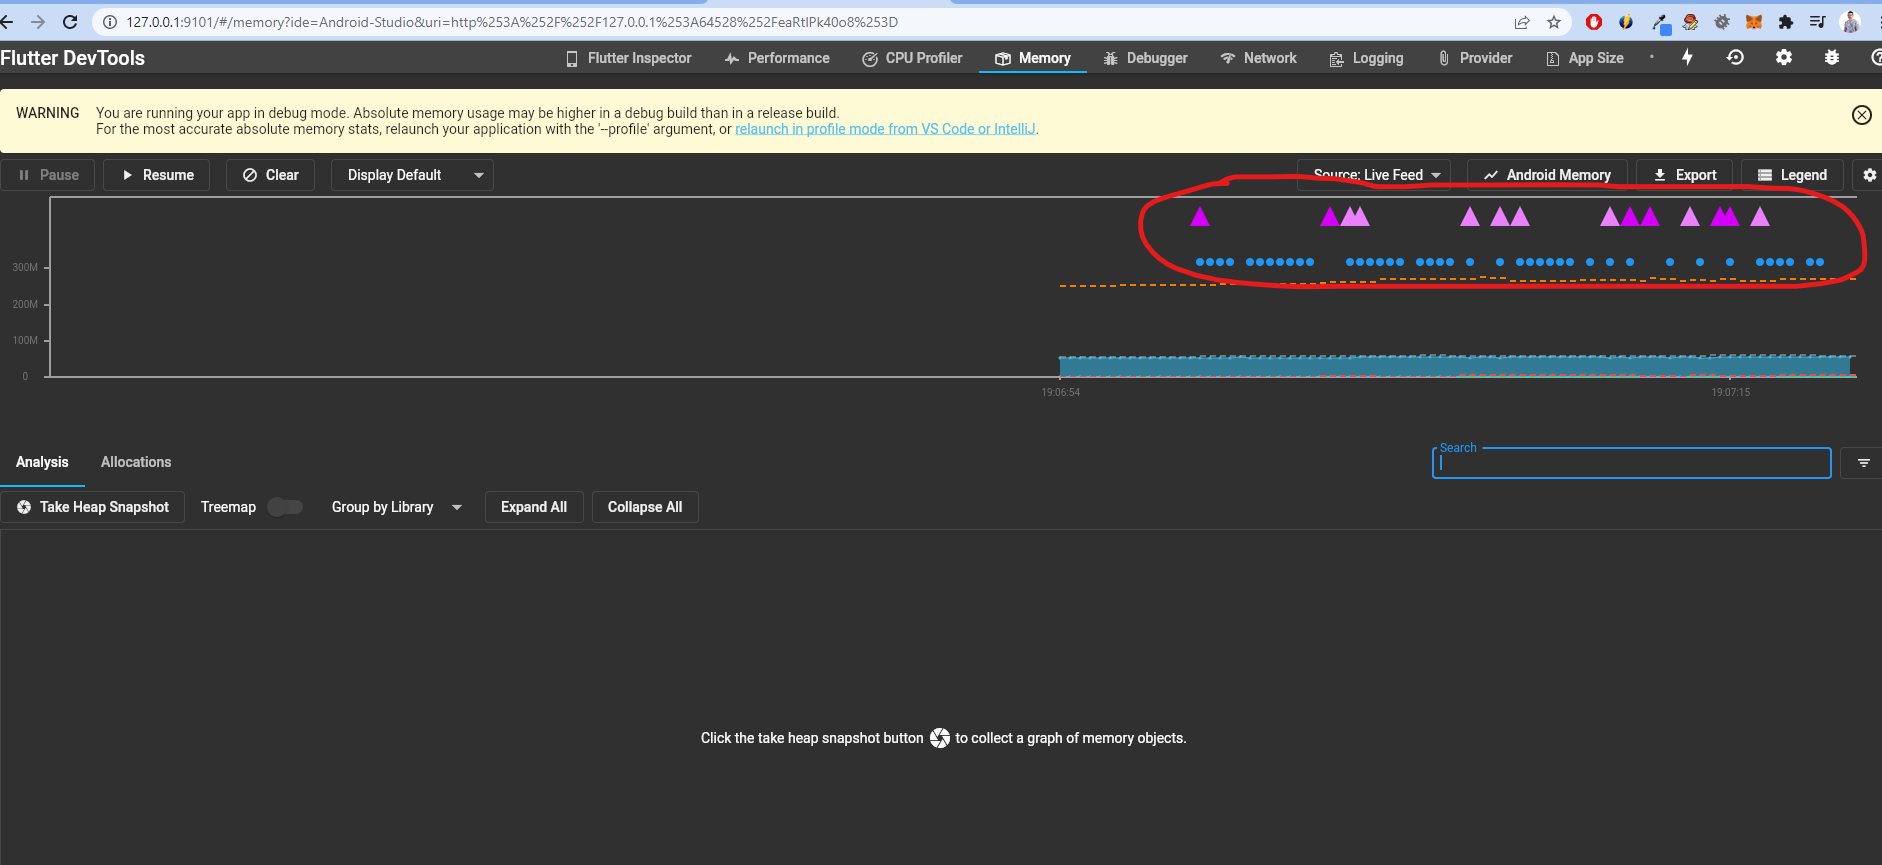 127.0.0.1:9101/#/memory?ide=Android-Studio&uri=http%253A%252F%252F127.0.0.1%253A64528%252FeaRtIPk40o8%253D
Flutter DevTools
Flutter Inspector
Performance
CPU Profiler
Memory
Debugger
Network
Logging
Provider
App Size
WARNING
You are running your app in debug mode. Absolute memory usage may be higher in a debug build than in a release build.
For the most accurate absolute memory stats, relaunch your application with the '--profile' argument, or relaunch in profile mode from VS Code or IntelliJ.
Pause
Resume
Clear
Display Default
Source: Live Feed
Android Memory
Export
Legend
300M
200M
100M
0
19:06:54
19:07:15
Analysis
Allocations
Search
Take Heap Snapshot
Treemap
Group by Library
Expand All
Collapse All
Click the take heap snapshot button to collect a graph of memory objects.